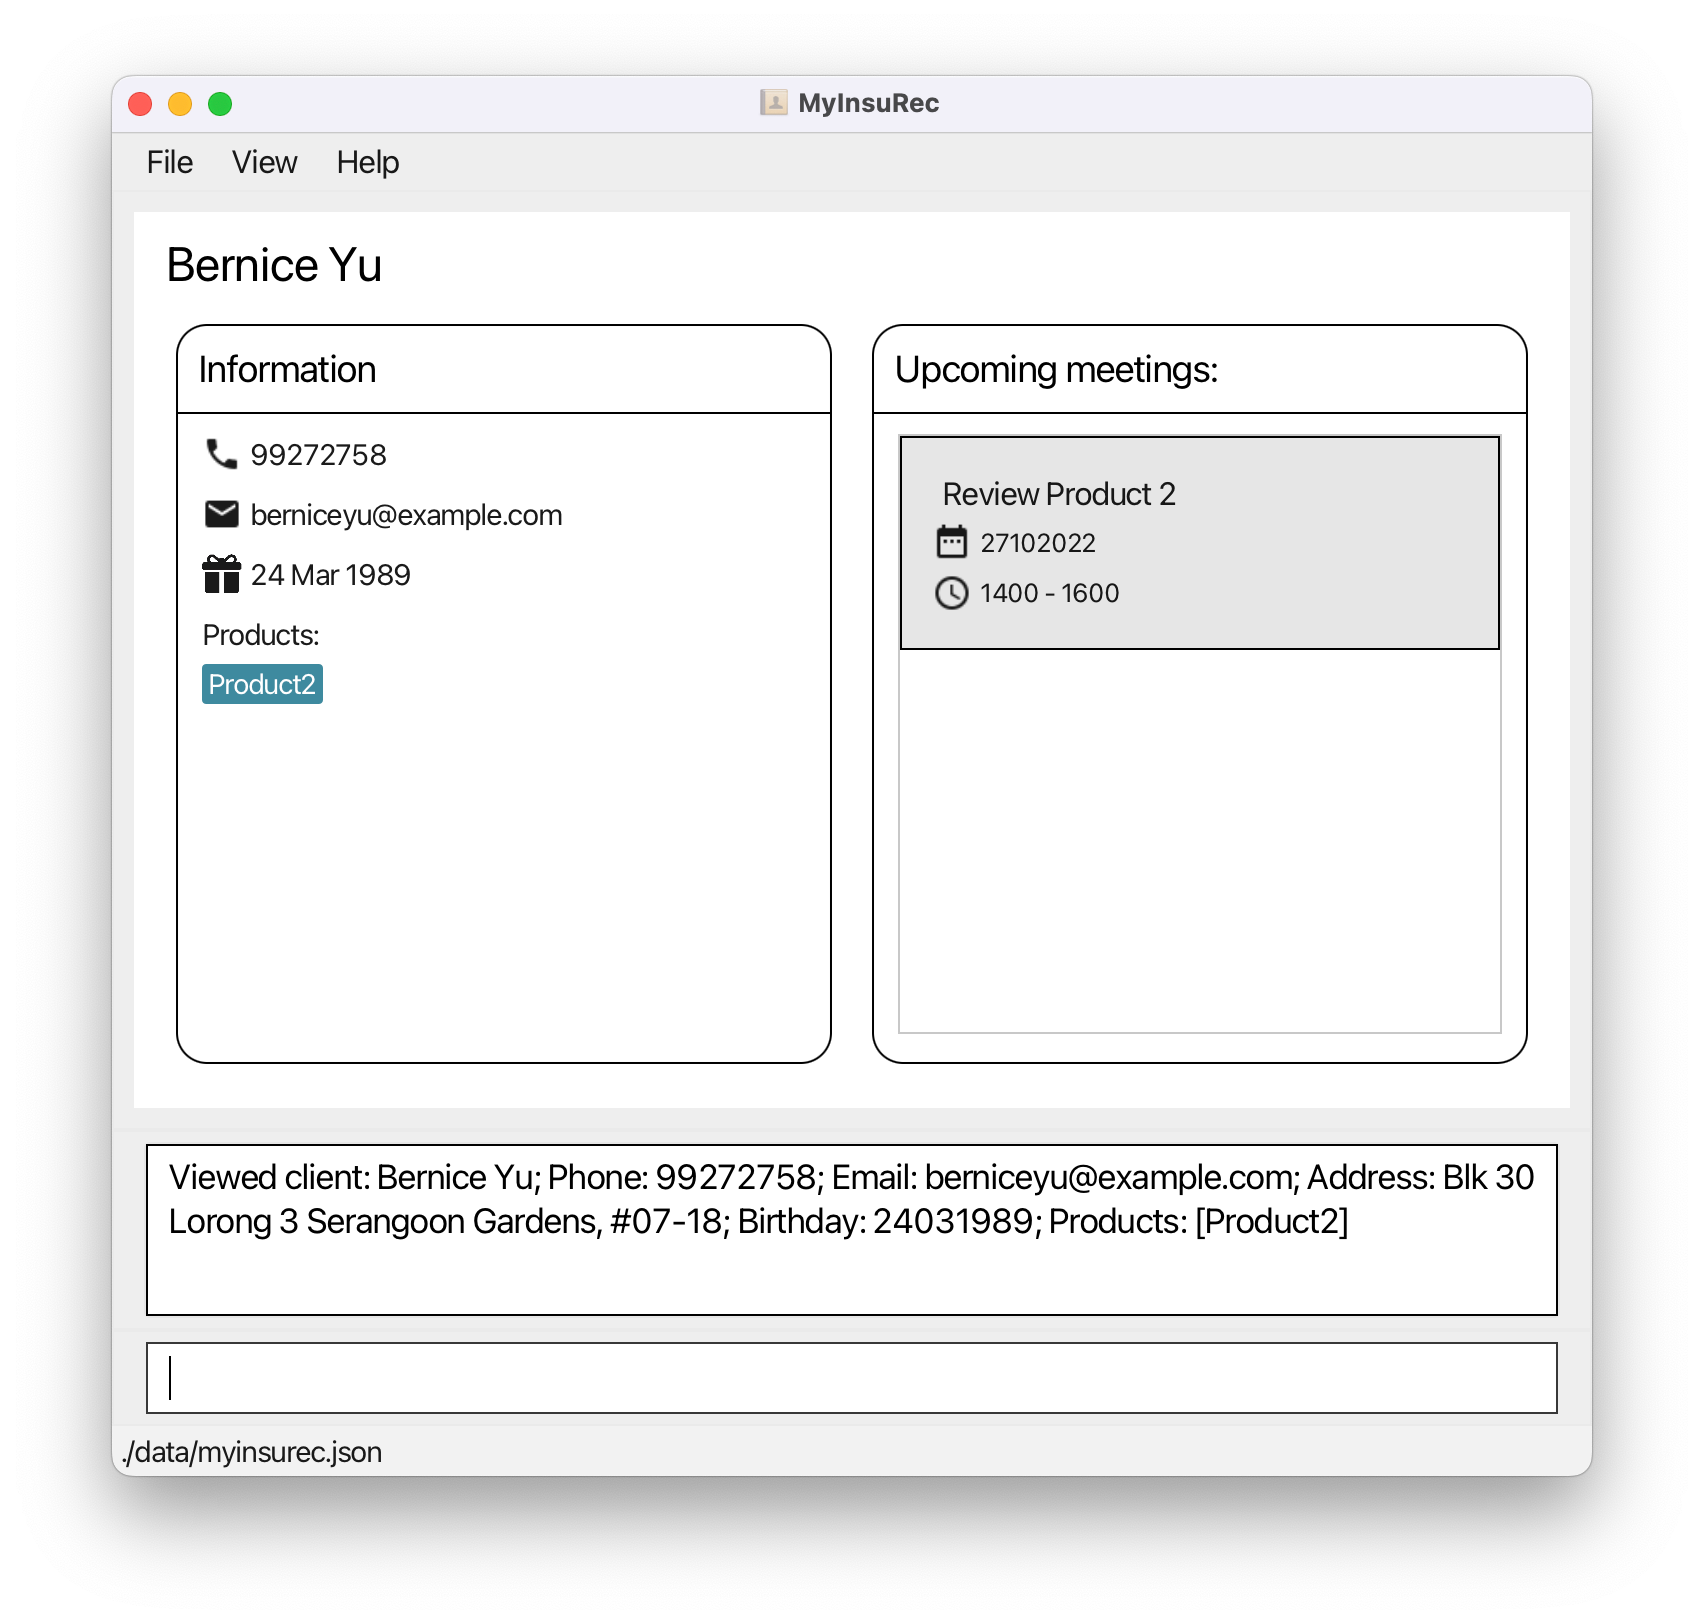 MyInsuRec
File View Help
Bernice Yu
Information
99272758
berniceyu@example.com
24 Mar 1989
Products:
Product2
Upcoming meetings:
Review Product 2
27102022
1400 - 1600
Viewed client: Bernice Yu; Phone: 99272758; Email: berniceyu@example.com; Address: Blk 30
Lorong 3 Serangoon Gardens, #07-18; Birthday: 24031989; Products: [Product2]
./data/myinsurec.json